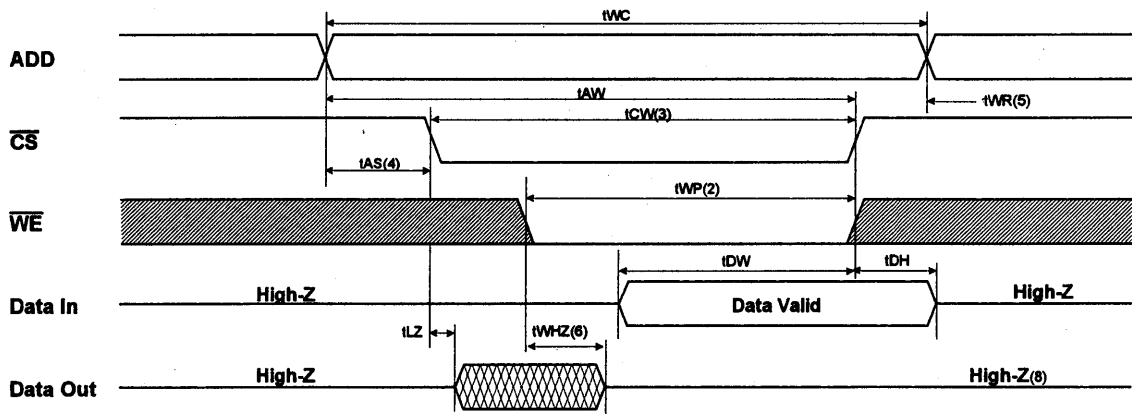 tWC
ADD
tAW
tWR(5)
tCW(3)
CS
tAS(4)
tWP(2)
WE
tDW
tDH
High-Z
High-Z
Data In
Data Valid
tLZ
tWHZ(6)
High-Z
High-Z(8)
Data Out